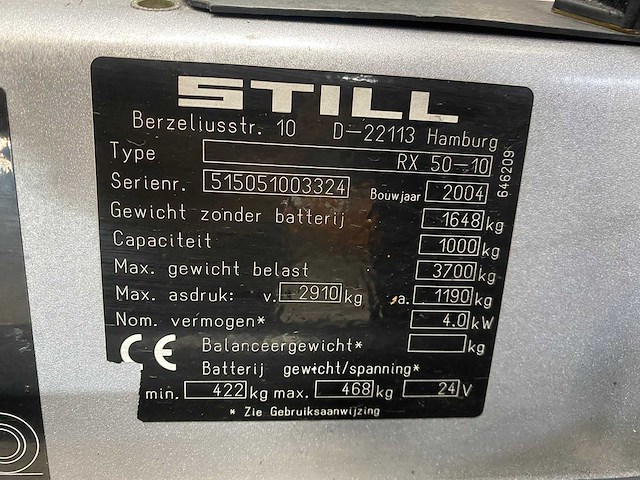 STILL
Berzeliusstr. 10 D-22113 Hamburg
Type RX 50-10
Serienr. 515051003324 Bouwjaar 2004
646209
Gewicht zonder batterij 1648 kg
Capaciteit 1000 kg
Max. gewicht belast 3700 kg
Max. asdruk: v. 2910 kg a. 1190 kg
Nom. vermogen* 4.0 kW
CE Balanceergewicht* kg
Batterij gewicht/spanning*
min. 422 kg max. 468 kg 24 V
* Zie Gebruiksaanwijzing